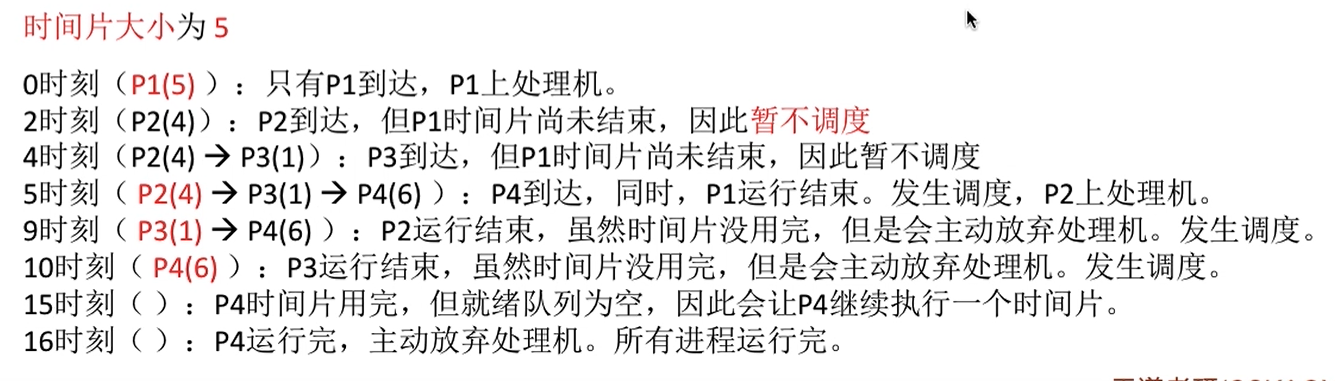 时间片大小为 5
0时刻（P1(5) ）：只有P1到达，P1上处理机。
2时刻（P2(4)）：P2到达，但P1时间片尚未结束，因此暂不调度
4时刻（P2(4) → P3(1)）：P3到达，但P1时间片尚未结束，因此暂不调度
5时刻（ P2(4) → P3(1) → P4(6) ）：P4到达，同时，P1运行结束。发生调度，P2上处理机。
9时刻（ P3(1) → P4(6) ）：P2运行结束，虽然时间片没用完，但是会主动放弃处理机。发生调度。
10时刻（ P4(6) ）：P3运行结束，虽然时间片没用完，但是会主动放弃处理机。发生调度。
15时刻（ ）：P4时间片用完，但就绪队列为空，因此会让P4继续执行一个时间片。
16时刻（ ）：P4运行完，主动放弃处理机。所有进程运行完。